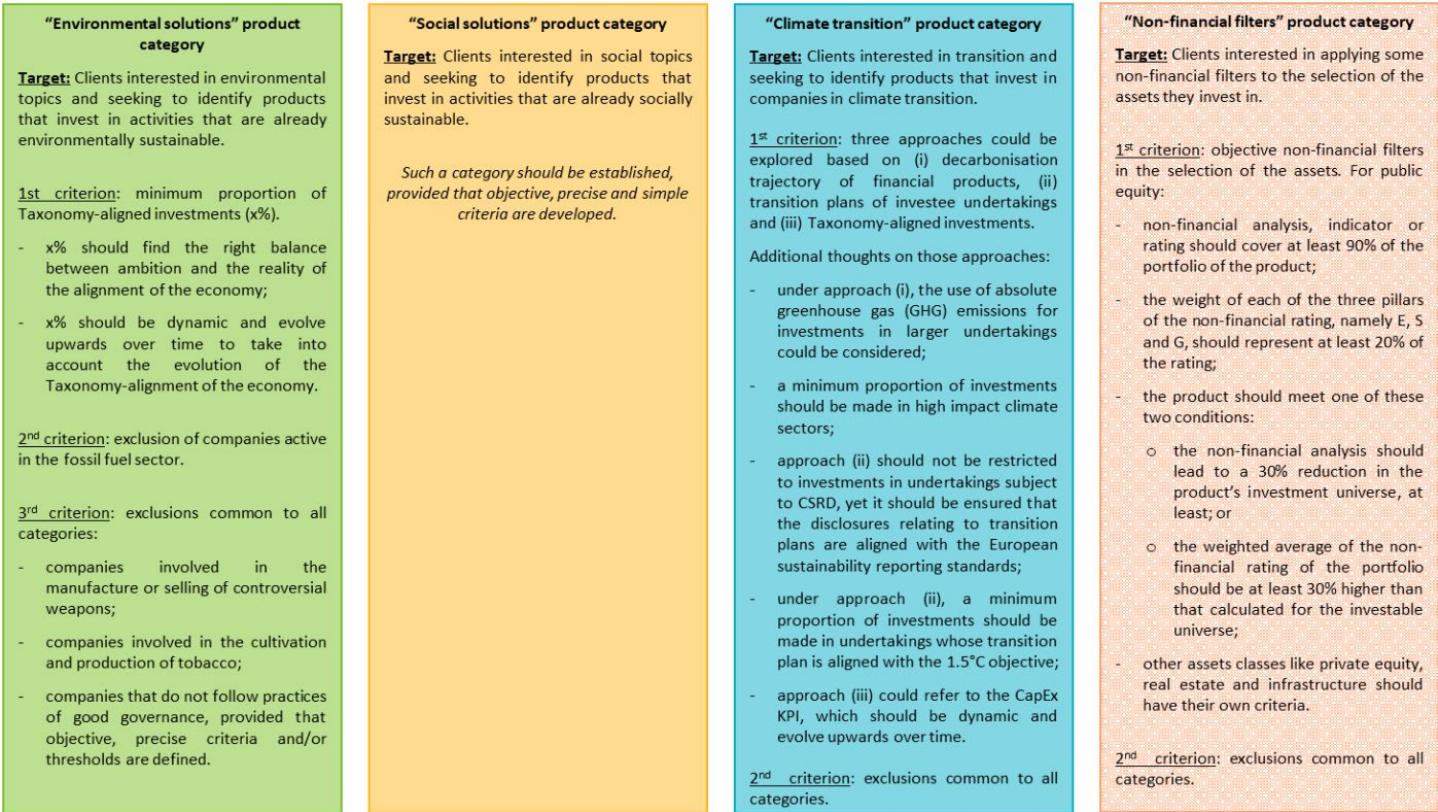 “Environmental solutions” product
category
Target: Clients interested in environmental
topics and seeking to identify products
that invest in activities that are already
environmentally sustainable.
1st criterion: minimum proportion of
Taxonomy-aligned investments (x%).
- x% should find the right balance
between ambition and the reality of
the alignment of the economy;
- x% should be dynamic and evolve
upwards over time to take into
account the evolution of the
Taxonomy-alignment of the economy.
2nd criterion: exclusion of companies active
in the fossil fuel sector.
3rd criterion: exclusions common to all
categories:
- companies involved in the
manufacture or selling of controversial
weapons;
- companies involved in the cultivation
and production of tobacco;
- companies that do not follow practices
of good governance, provided that
objective, precise criteria and/or
thresholds are defined.
“Social solutions” product category
Target: Clients interested in social topics
and seeking to identify products that
invest in activities that are already socially
sustainable.
Such a category should be established,
provided that objective, precise and simple
criteria are developed.
“Climate transition” product category
Target: Clients interested in transition and
seeking to identify products that invest in
companies in climate transition.
1st criterion: three approaches could be
explored based on (i) decarbonisation
trajectory of financial products, (ii)
transition plans of investee undertakings
and (iii) Taxonomy-aligned investments.
Additional thoughts on those approaches:
- under approach (i), the use of absolute
greenhouse gas (GHG) emissions for
investments in larger undertakings
could be considered;
- a minimum proportion of investments
should be made in high impact climate
sectors;
- approach (ii) should not be restricted
to investments in undertakings subject
to CSRD, yet it should be ensured that
the disclosures relating to transition
plans are aligned with the European
sustainability reporting standards;
- under approach (ii), a minimum
proportion of investments should be
made in undertakings whose transition
plan is aligned with the 1.5°C objective;
- approach (iii) could refer to the CapEx
KPI, which should be dynamic and
evolve upwards over time.
2nd criterion: exclusions common to all
categories.
“Non-financial filters” product category
Target: Clients interested in applying some
non-financial filters to the selection of the
assets they invest in.
1st criterion: objective non-financial filters
in the selection of the assets. For public
equity:
- non-financial analysis, indicator or
rating should cover at least 90% of the
portfolio of the product;
- the weight of each of the three pillars
of the non-financial rating, namely E, S
and G, should represent at least 20% of
the rating;
- the product should meet one of these
two conditions:
o the non-financial analysis should
lead to a 30% reduction in the
product’s investment universe, at
least; or
o the weighted average of the non-
financial rating of the portfolio
should be at least 30% higher than
that calculated for the investable
universe;
- other assets classes like private equity,
real estate and infrastructure should
have their own criteria.
2nd criterion: exclusions common to all
categories.